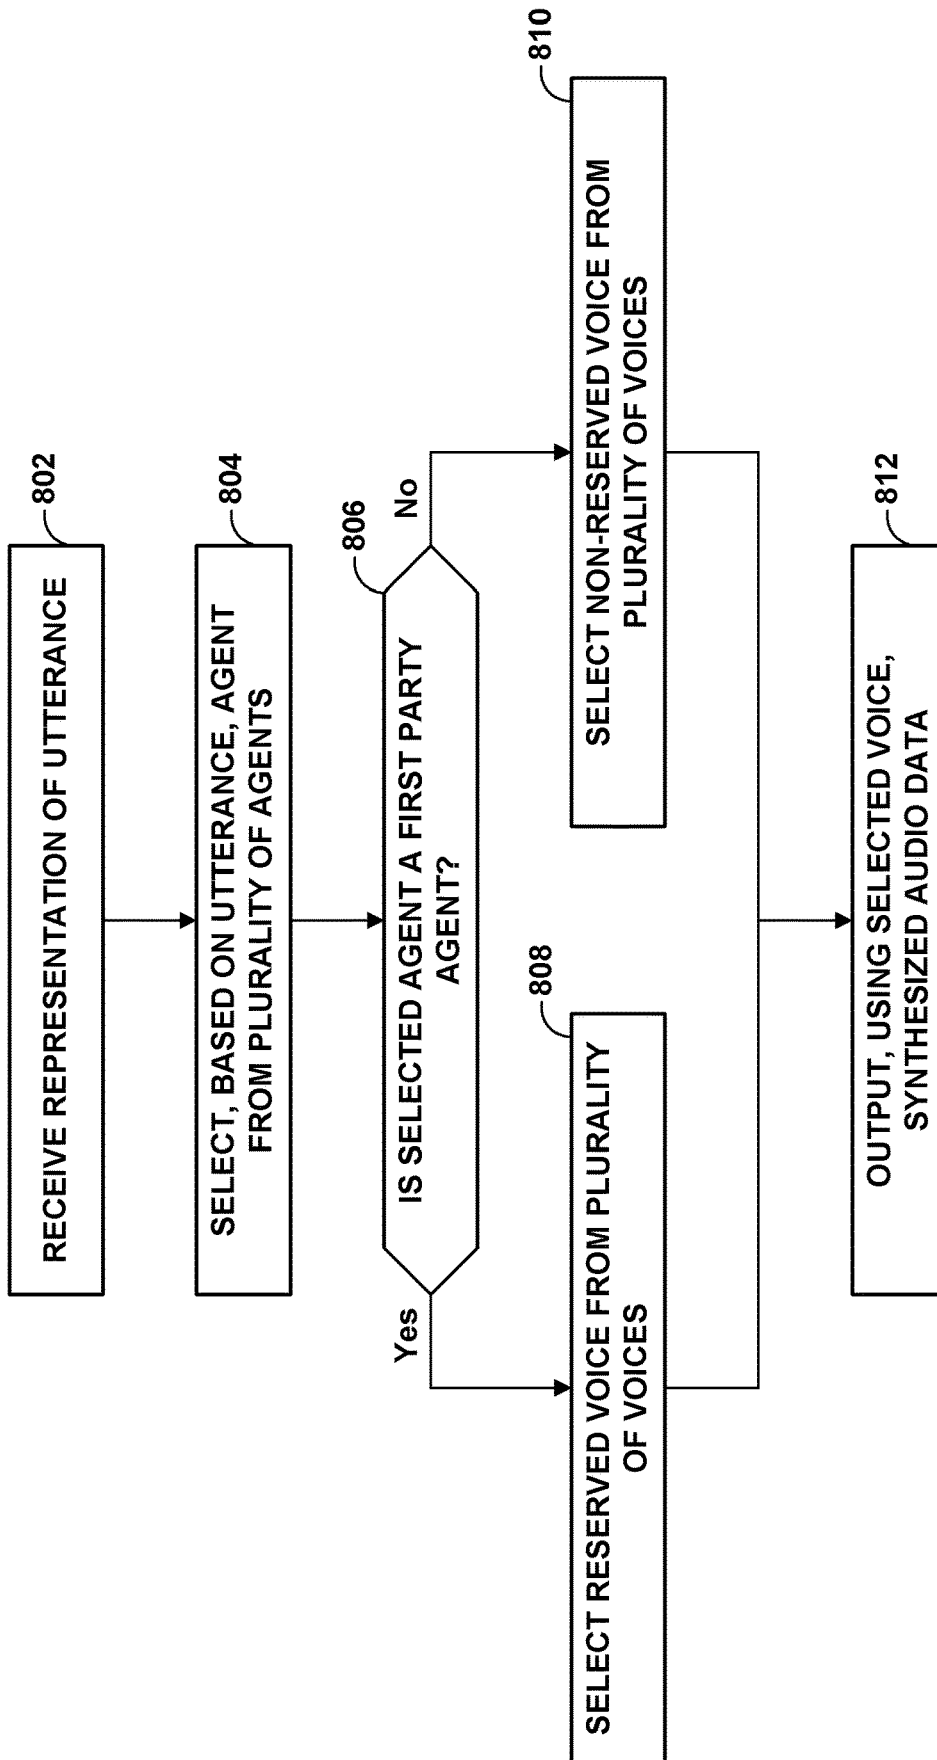 802
RECEIVE REPRESENTATION OF UTTERANCE
804
SELECT, BASED ON UTTERANCE, AGENT
FROM PLURALITY OF AGENTS
806
IS SELECTED AGENT A FIRST PARTY
AGENT?
Yes
No
808
SELECT RESERVED VOICE FROM PLURALITY
OF VOICES
810
SELECT NON-RESERVED VOICE FROM
PLURALITY OF VOICES
812
OUTPUT, USING SELECTED VOICE,
SYNTHESIZED AUDIO DATA